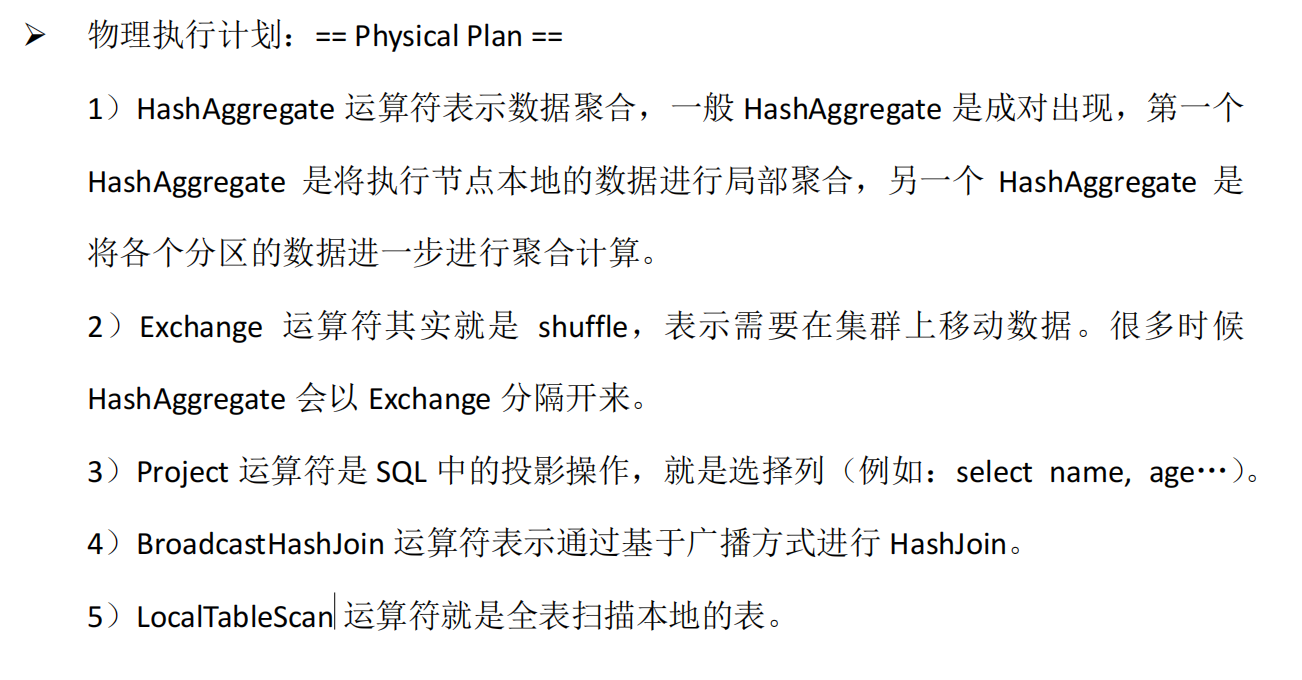 ➢ 物理执行计划：== Physical Plan ==
1）HashAggregate 运算符表示数据聚合，一般 HashAggregate 是成对出现，第一个
HashAggregate 是将执行节点本地的数据进行局部聚合，另一个 HashAggregate 是
将各个分区的数据进一步进行聚合计算。
2）Exchange 运算符其实就是 shuffle，表示需要在集群上移动数据。很多时候
HashAggregate 会以 Exchange 分隔开来。
3）Project 运算符是 SQL 中的投影操作，就是选择列（例如：select name, age…）。
4）BroadcastHashJoin 运算符表示通过基于广播方式进行 HashJoin。
5）LocalTableScan 运算符就是全表扫描本地的表。